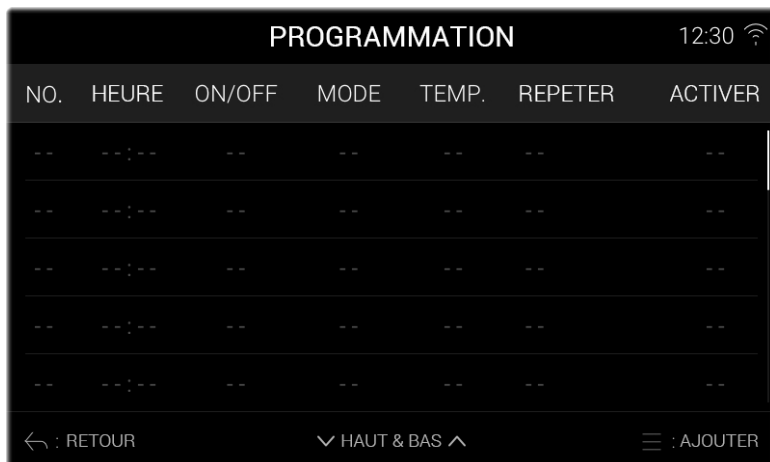 PROGRAMMATION 12:30
NO. HEURE ON/OFF MODE TEMP. REPETER ACTIVER
-- --:-- -- -- -- -- --
-- --:-- -- -- -- -- --
-- --:-- -- -- -- -- --
-- --:-- -- -- -- -- --
-- --:-- -- -- -- -- --
: RETOUR HAUT & BAS : AJOUTER